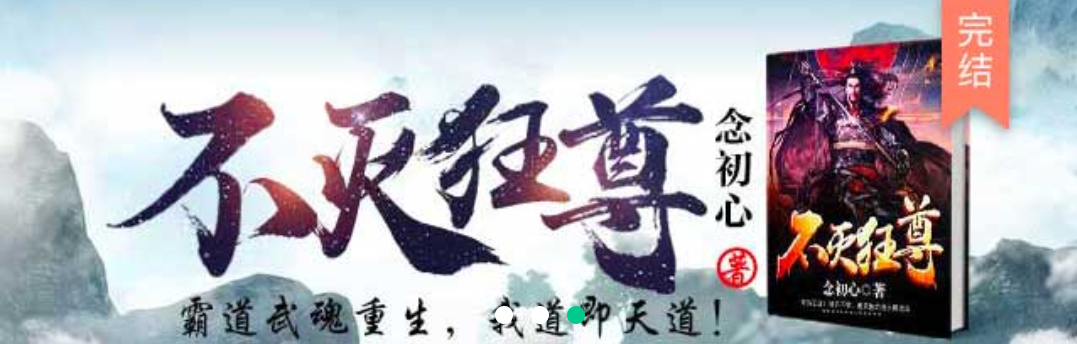 不灭狂尊
念初心
著
霸道武魂重生，我道即天道！
完结
不灭狂尊
念初心◎著